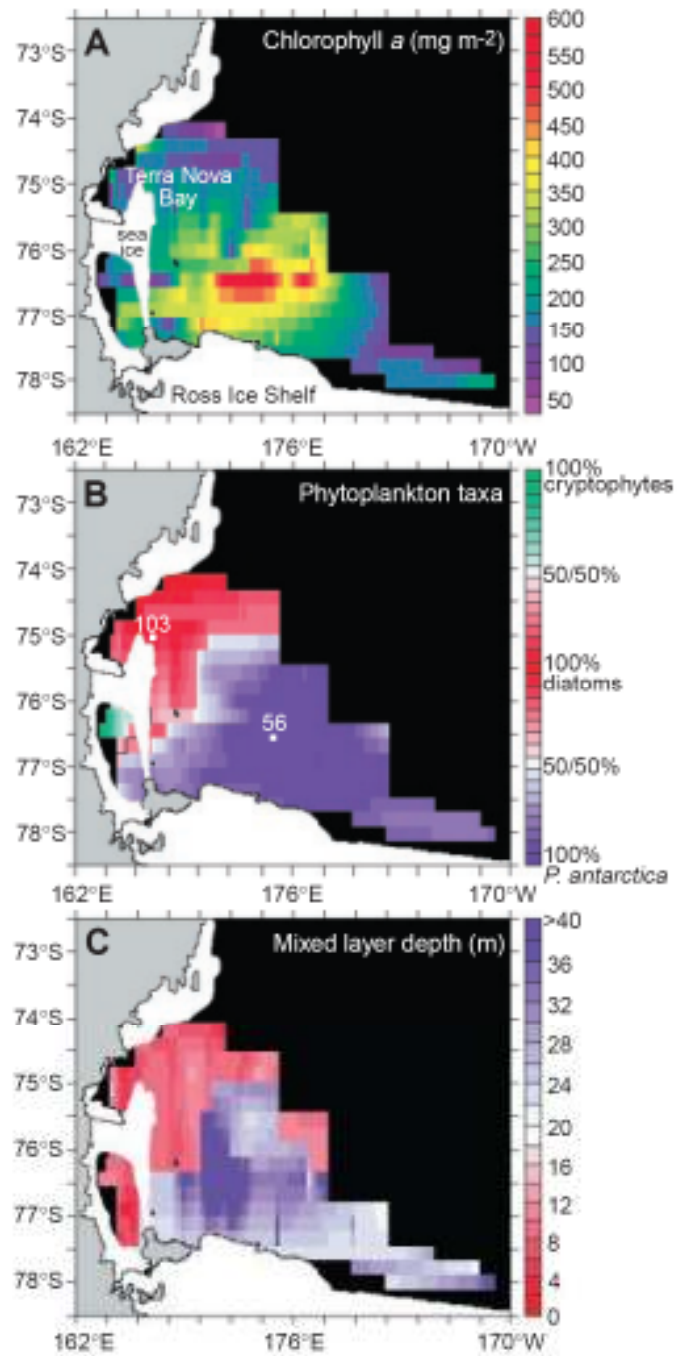 A
Chlorophyll a (mg m-2)
73°S
74°S
75°S
76°S
77°S
78°S
Terra Nova
Bay
sea
ice
Ross Ice Shelf
162°E
176°E
170°W
600
550
500
450
400
350
300
250
200
150
100
50
B
Phytoplankton taxa
73°S
74°S
75°S
76°S
77°S
78°S
103
56
162°E
176°E
170°W
100%
cryptophytes
50/50%
100%
diatoms
50/50%
100%
P. antarctica
C
Mixed layer depth (m)
73°S
74°S
75°S
76°S
77°S
78°S
162°E
176°E
170°W
>40
36
32
28
24
20
16
12
8
4
0